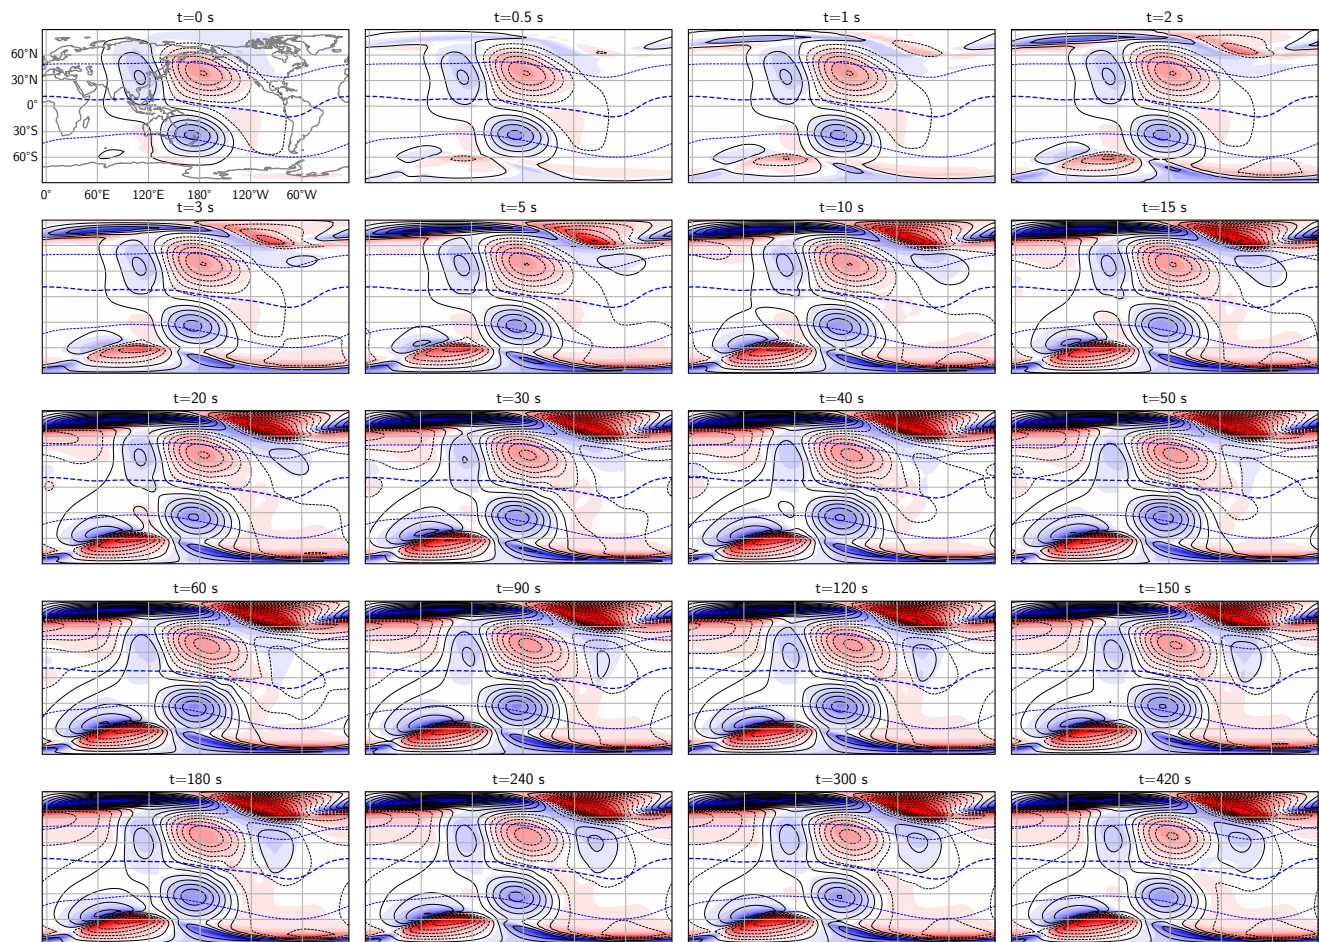 t=0 s
t=0.5 s
t=1 s
t=2 s
60°N
30°N
0°
30°S
60°S
0°
60°E
120°E
180°
120°W
60°W
t=3 s
t=5 s
t=10 s
t=15 s
t=20 s
t=30 s
t=40 s
t=50 s
t=60 s
t=90 s
t=120 s
t=150 s
t=180 s
t=240 s
t=300 s
t=420 s